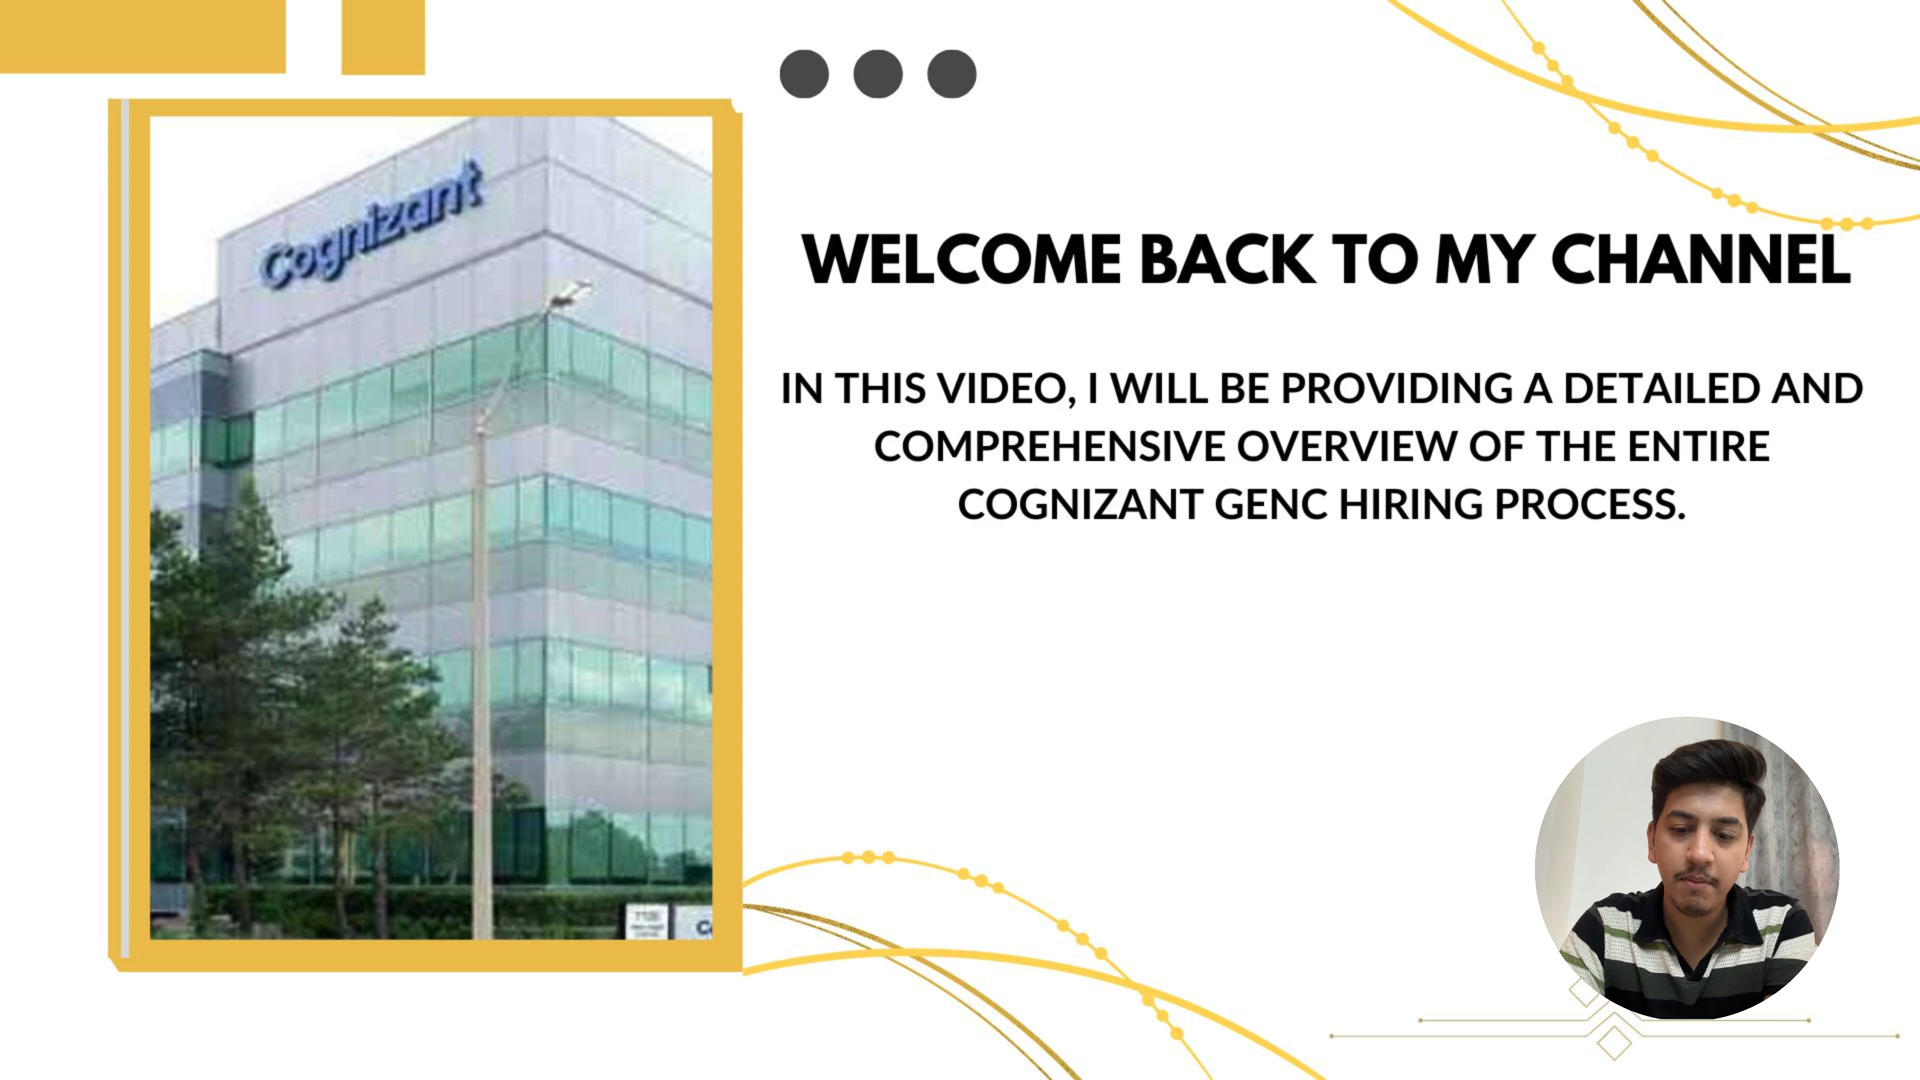 Cognizant
WELCOME BACK TO MY CHANNEL
IN THIS VIDEO, I WILL BE PROVIDING A DETAILED AND
COMPREHENSIVE OVERVIEW OF THE ENTIRE
COGNIZANT GENC HIRING PROCESS.